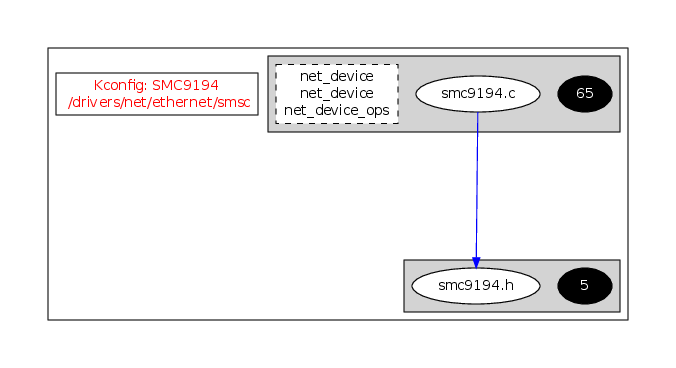 Kconfig: SMC9194
/drivers/net/ethernet/smsc
net_device
net_device
net_device_ops
smc9194.c
65
smc9194.h
5